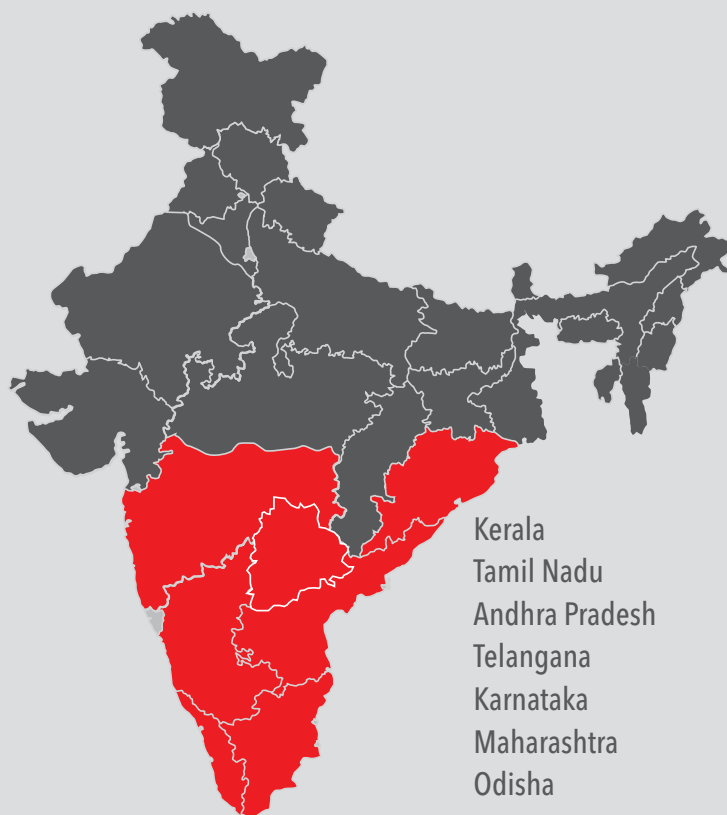 Kerala
Tamil Nadu
Andhra Pradesh
Telangana
Karnataka
Maharashtra
Odisha